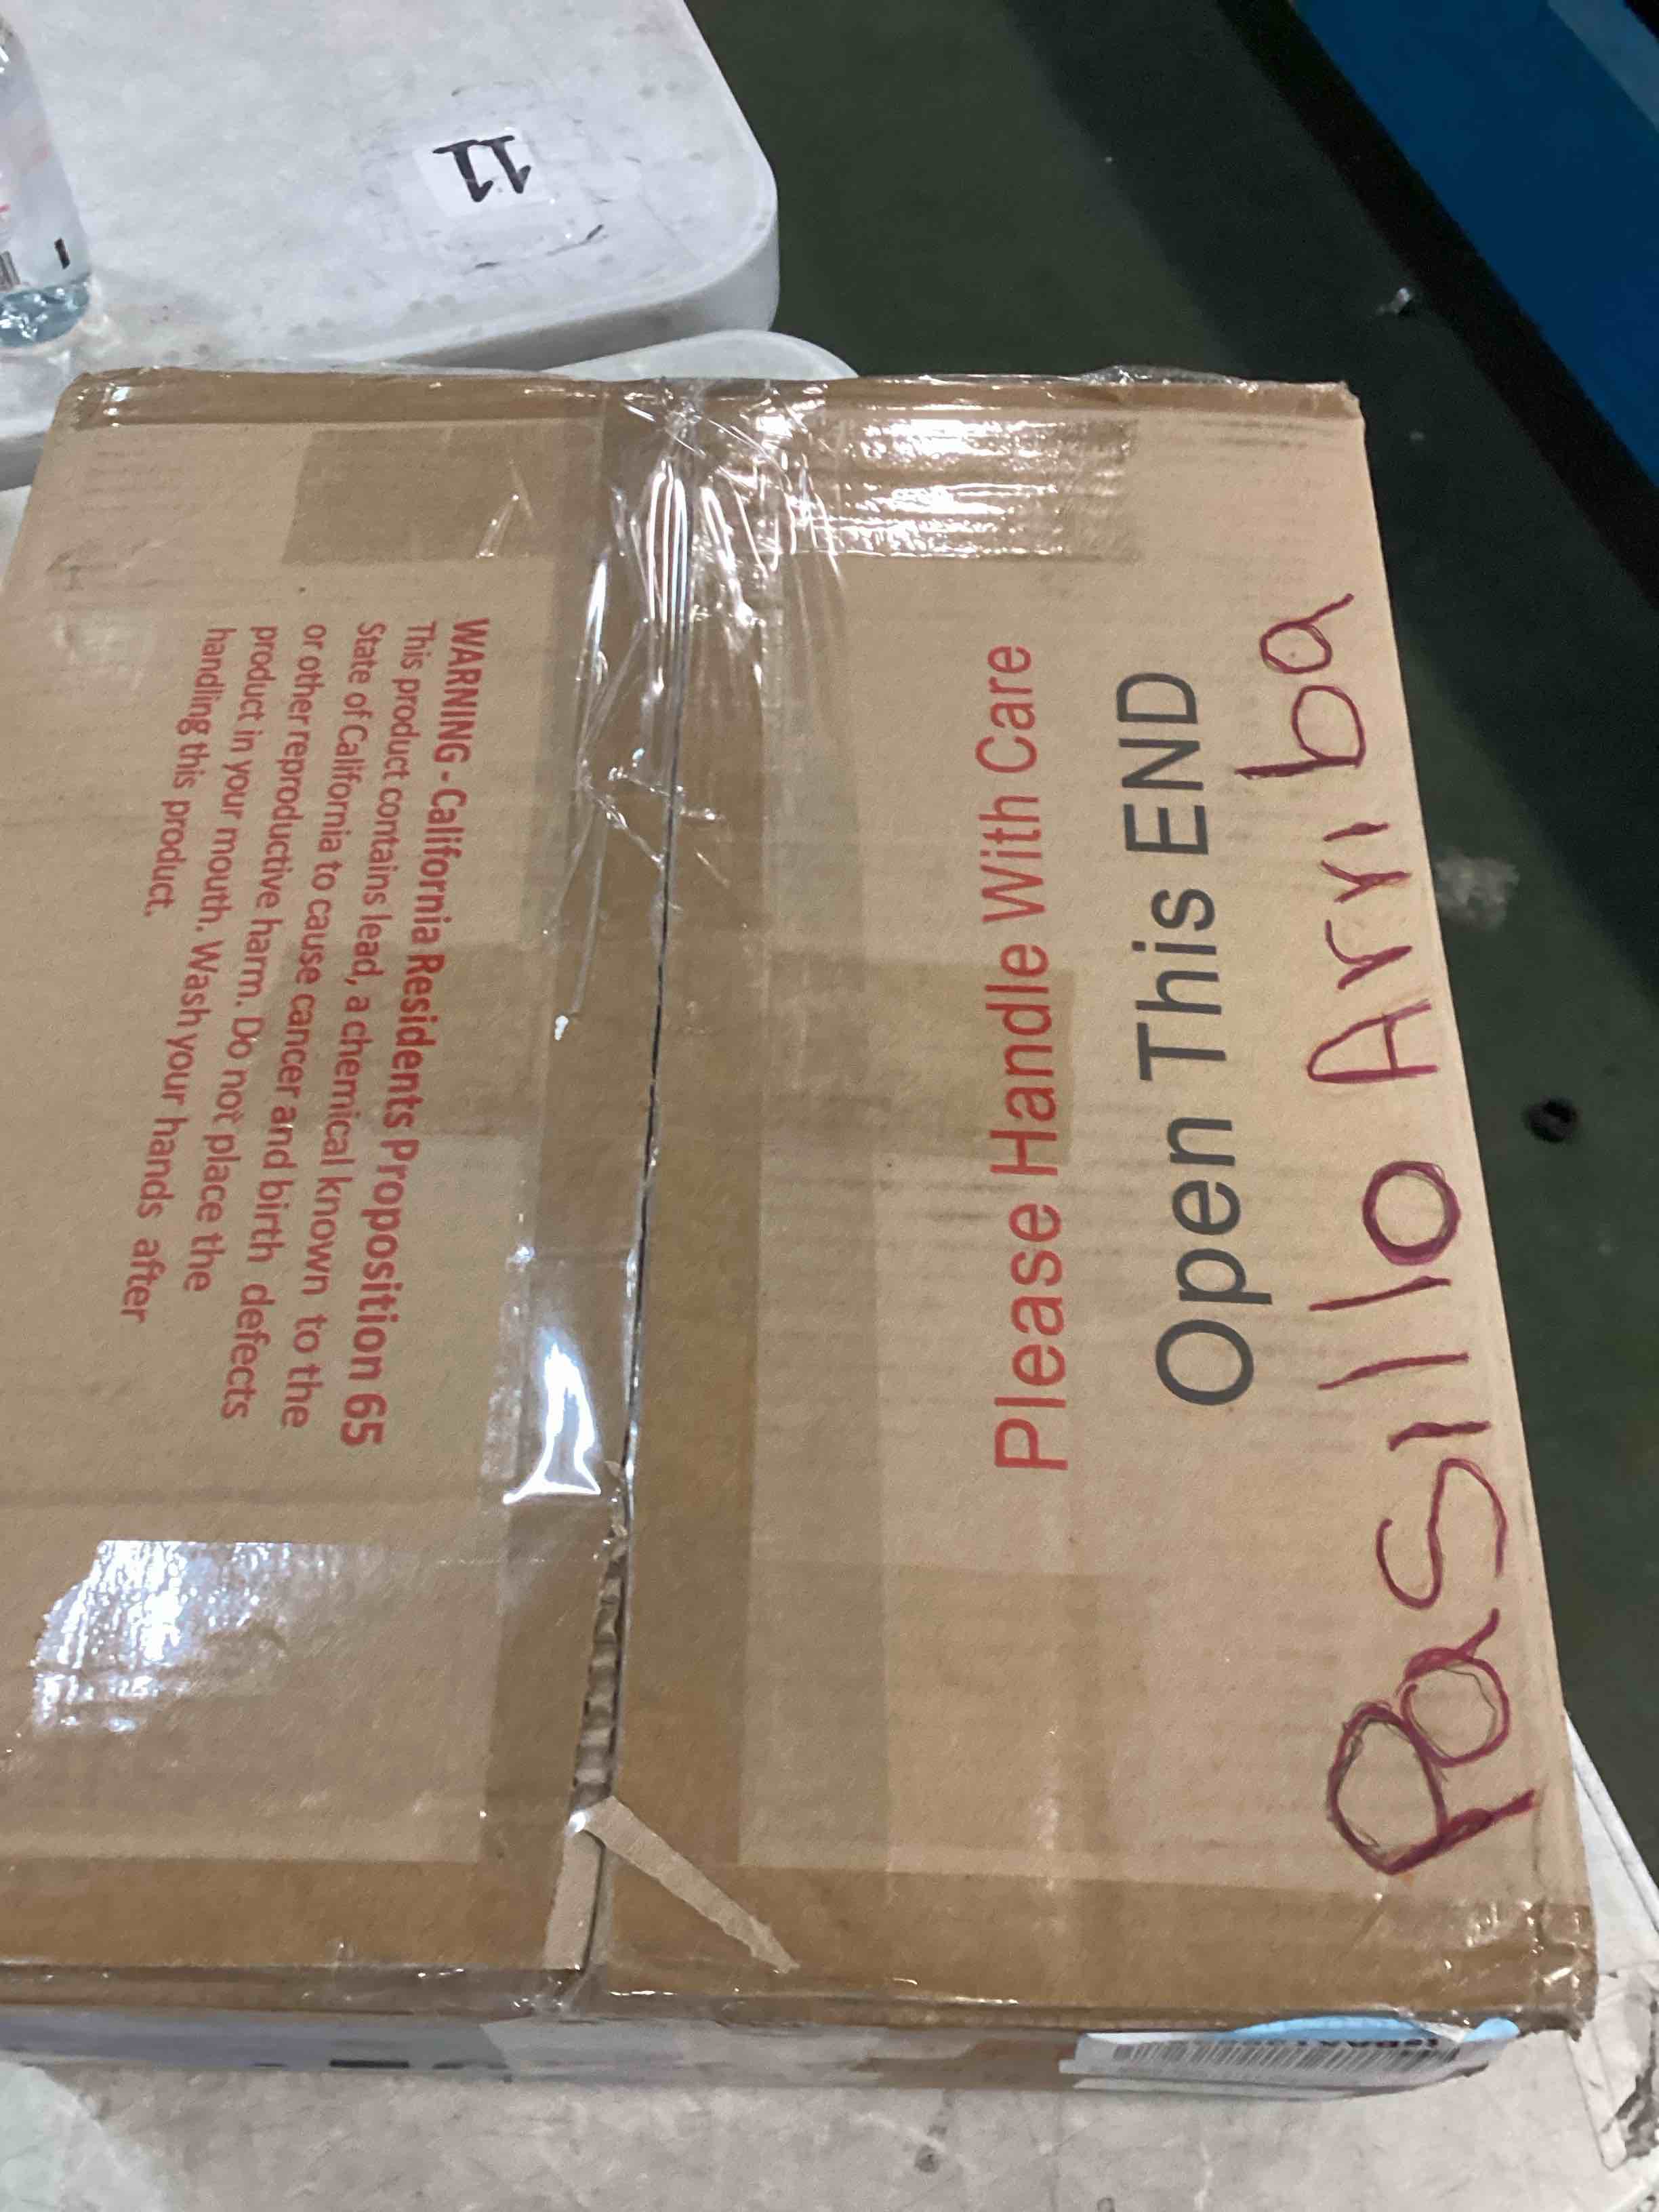 11
Pasillo Arriba
Open This END
Please Handle With Care
WARNING - California Residents Proposition 65
This product contains lead, a chemical known to the
State of California to cause cancer and birth defects
or other reproductive harm. Do not place the
product in your mouth. Wash your hands after
handling this product.